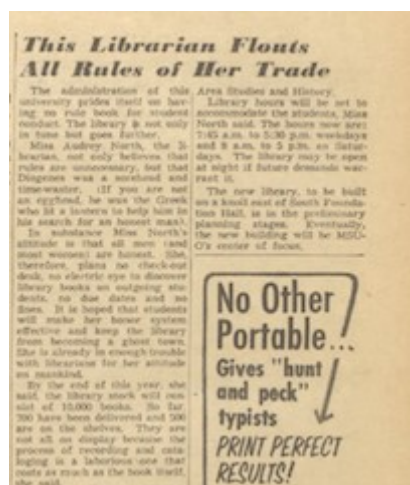 This Librarian Flouts
All Rules of Her Trade
The administration of this
university prides itself on hav-
ing no rule book for student
conduct. The library is not only
in tune but goes further.
Miss Audrey North, the li-
brarian, not only believes that
rules are unnecessary, but that
Diogenes was a notehead and
time-waster. (If you are not
an egghead, he was the Greek
who lit a lantern to help him in
his search for an honest man).
In substance Miss North's
attitude is that all men (and
most women) are honest. She,
therefore, plans no check-out
desk, no electric eye to discover
library books on outgoing stu-
dents, no due dates and no
fines. It is hoped that students
will make her honor system
effective and keep the library
from becoming a ghost town.
She is already in enough trouble
with librarians for her attitude
on mankind.
By the end of this year, she
said, the library stock will con-
sist of 10,000 books. So far
700 have been delivered and 500
are on the shelves. They are
not all on display because the
process of recording and cata-
loging is a laborious one that
costs as much as the book itself,
she said.
Area Studies and History.
Library hours will be set to
accommodate the students, Miss
North said. The hours now are:
7:45 a.m. to 5:30 p.m. weekdays
and 8 a.m. to 5 p.m. on Satur-
days. The library may be open
at night if future demands war-
rant it.
The new library, to be built
on a knoll east of South Founda-
tion Hall, is in the preliminary
planning stages. Eventually,
the new building will be MSU-
O's center of focus.
No Other
Portable...
Gives "hunt
and peck"
typists
PRINT PERFECT
RESULTS!